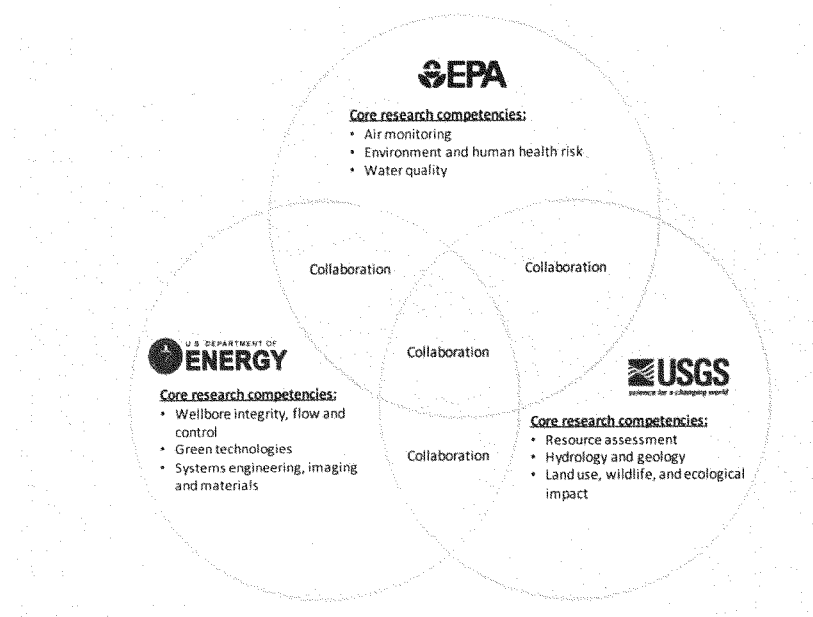 EPA
Core research competencies:
• Air monitoring
• Environment and human health risk
• Water quality
Collaboration
Collaboration
U.S. DEPARTMENT OF
ENERGY
Collaboration
USGS
science for a changing world
Core research competencies:
• Wellbore integrity, flow and
control
• Green technologies
• Systems engineering, imaging
and materials
Collaboration
Core research competencies:
• Resource assessment
• Hydrology and geology
• Land use, wildlife, and ecological
impact